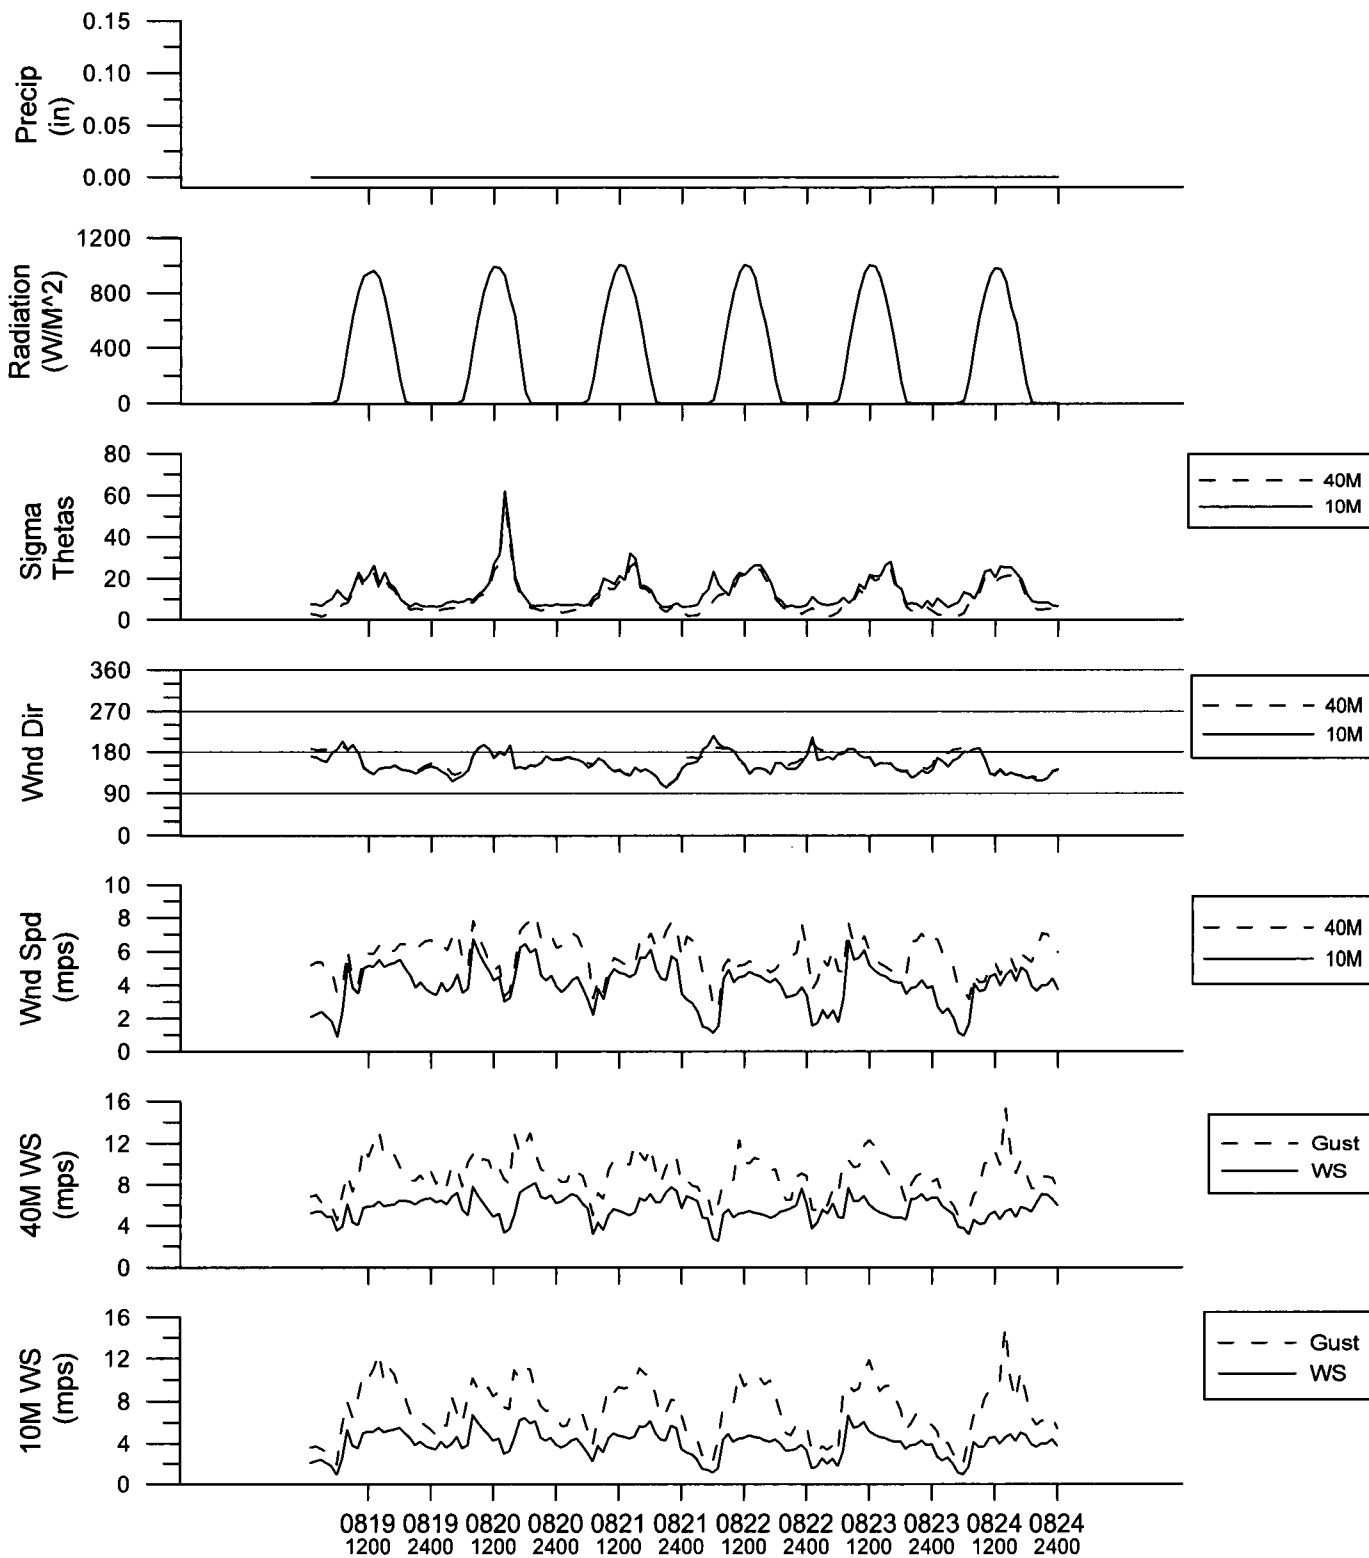 0.15
0.10
0.05
0.00
Precip
(in)
1200
800
400
0
Radiation
(W/M^2)
80
60
40
20
0
Sigma
Thetas
40M
10M
360
270
180
90
0
Wnd Dir
40M
10M
10
8
6
4
2
0
Wnd Spd
(mps)
40M
10M
16
12
8
4
0
40M WS
(mps)
Gust
WS
16
12
8
4
0
10M WS
(mps)
Gust
WS
0819 0819 0820 0820 0821 0821 0822 0822 0823 0823 0824 0824
1200 2400 1200 2400 1200 2400 1200 2400 1200 2400 1200 2400